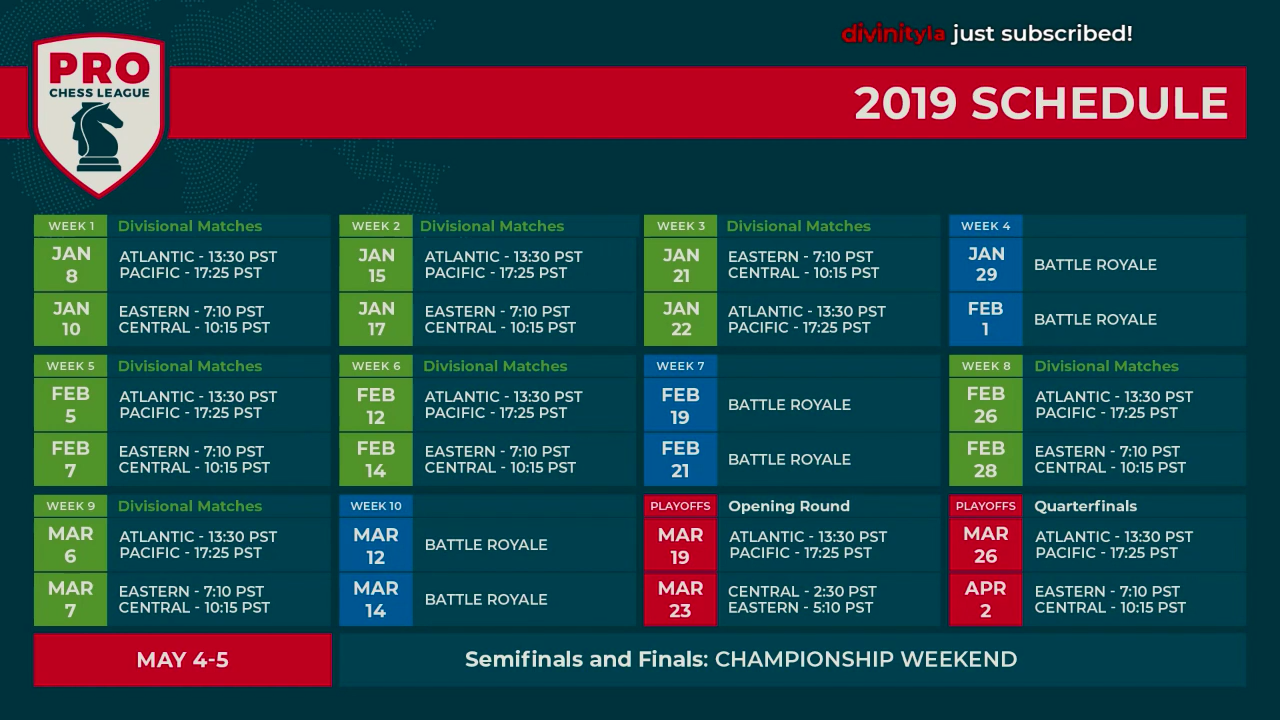 divinityla just subscribed!
PRO
CHESS LEAGUE
2019 SCHEDULE
WEEK 1 Divisional Matches
JAN 8 ATLANTIC - 13:30 PST
PACIFIC - 17:25 PST
JAN 10 EASTERN - 7:10 PST
CENTRAL - 10:15 PST
WEEK 2 Divisional Matches
JAN 15 ATLANTIC - 13:30 PST
PACIFIC - 17:25 PST
JAN 17 EASTERN - 7:10 PST
CENTRAL - 10:15 PST
WEEK 3 Divisional Matches
JAN 21 EASTERN - 7:10 PST
CENTRAL - 10:15 PST
JAN 22 ATLANTIC - 13:30 PST
PACIFIC - 17:25 PST
WEEK 4
JAN 29 BATTLE ROYALE
FEB 1 BATTLE ROYALE
WEEK 5 Divisional Matches
FEB 5 ATLANTIC - 13:30 PST
PACIFIC - 17:25 PST
FEB 7 EASTERN - 7:10 PST
CENTRAL - 10:15 PST
WEEK 6 Divisional Matches
FEB 12 ATLANTIC - 13:30 PST
PACIFIC - 17:25 PST
FEB 14 EASTERN - 7:10 PST
CENTRAL - 10:15 PST
WEEK 7
FEB 19 BATTLE ROYALE
FEB 21 BATTLE ROYALE
WEEK 8 Divisional Matches
FEB 26 ATLANTIC - 13:30 PST
PACIFIC - 17:25 PST
FEB 28 EASTERN - 7:10 PST
CENTRAL - 10:15 PST
WEEK 9 Divisional Matches
MAR 6 ATLANTIC - 13:30 PST
PACIFIC - 17:25 PST
MAR 7 EASTERN - 7:10 PST
CENTRAL - 10:15 PST
WEEK 10
MAR 12 BATTLE ROYALE
MAR 14 BATTLE ROYALE
PLAYOFFS Opening Round
MAR 19 ATLANTIC - 13:30 PST
PACIFIC - 17:25 PST
MAR 23 CENTRAL - 2:30 PST
EASTERN - 5:10 PST
PLAYOFFS Quarterfinals
MAR 26 ATLANTIC - 13:30 PST
PACIFIC - 17:25 PST
APR 2 EASTERN - 7:10 PST
CENTRAL - 10:15 PST
MAY 4-5 Semifinals and Finals: CHAMPIONSHIP WEEKEND